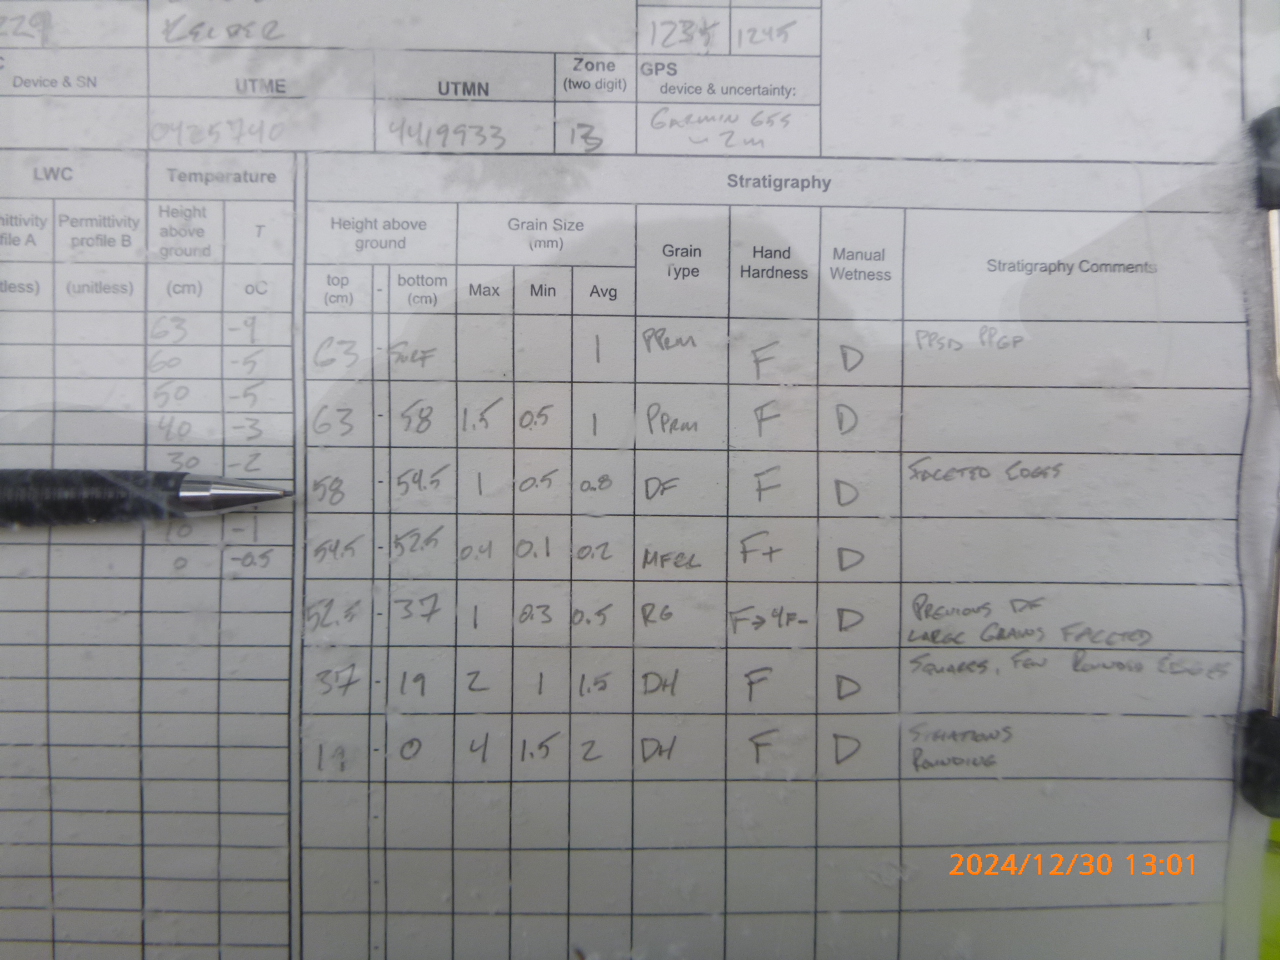 229 KELDER 1235 1245
Device & SN UTME UTMN Zone (two digit) GPS device & uncertainty:
0425740 4419933 13 GARMIN 65S
~ 2m
LWC Temperature Stratigraphy
Permittivity profile B Height above ground T Height above ground Grain Size (mm) Grain Type Hand Hardness Manual Wetness Stratigraphy Comments
(unitless) (cm) oC top (cm) - bottom (cm) Max Min Avg
63 -9
60 -5
50 -5
40 -3
30 -2
10 -1
0 -0.5
63 - SURF 1 PPRM F D PPSD PPGP
63 - 58 1.5 0.5 1 PPRM F D
58 - 54.5 1 0.5 0.8 DF F D FACETED EDGES
54.5 - 52.5 0.4 0.1 0.2 MFCL F+ D
52.5 - 37 1 0.3 0.5 RG F→4F- D PREVIOUS DF
LARGE GRAINS FACETED
37 - 19 2 1 1.5 DH F D SQUARES, FEW ROUNDED EDGES
19 - 0 4 1.5 2 DH F D STRIATIONS
ROUNDING
2024/12/30 13:01